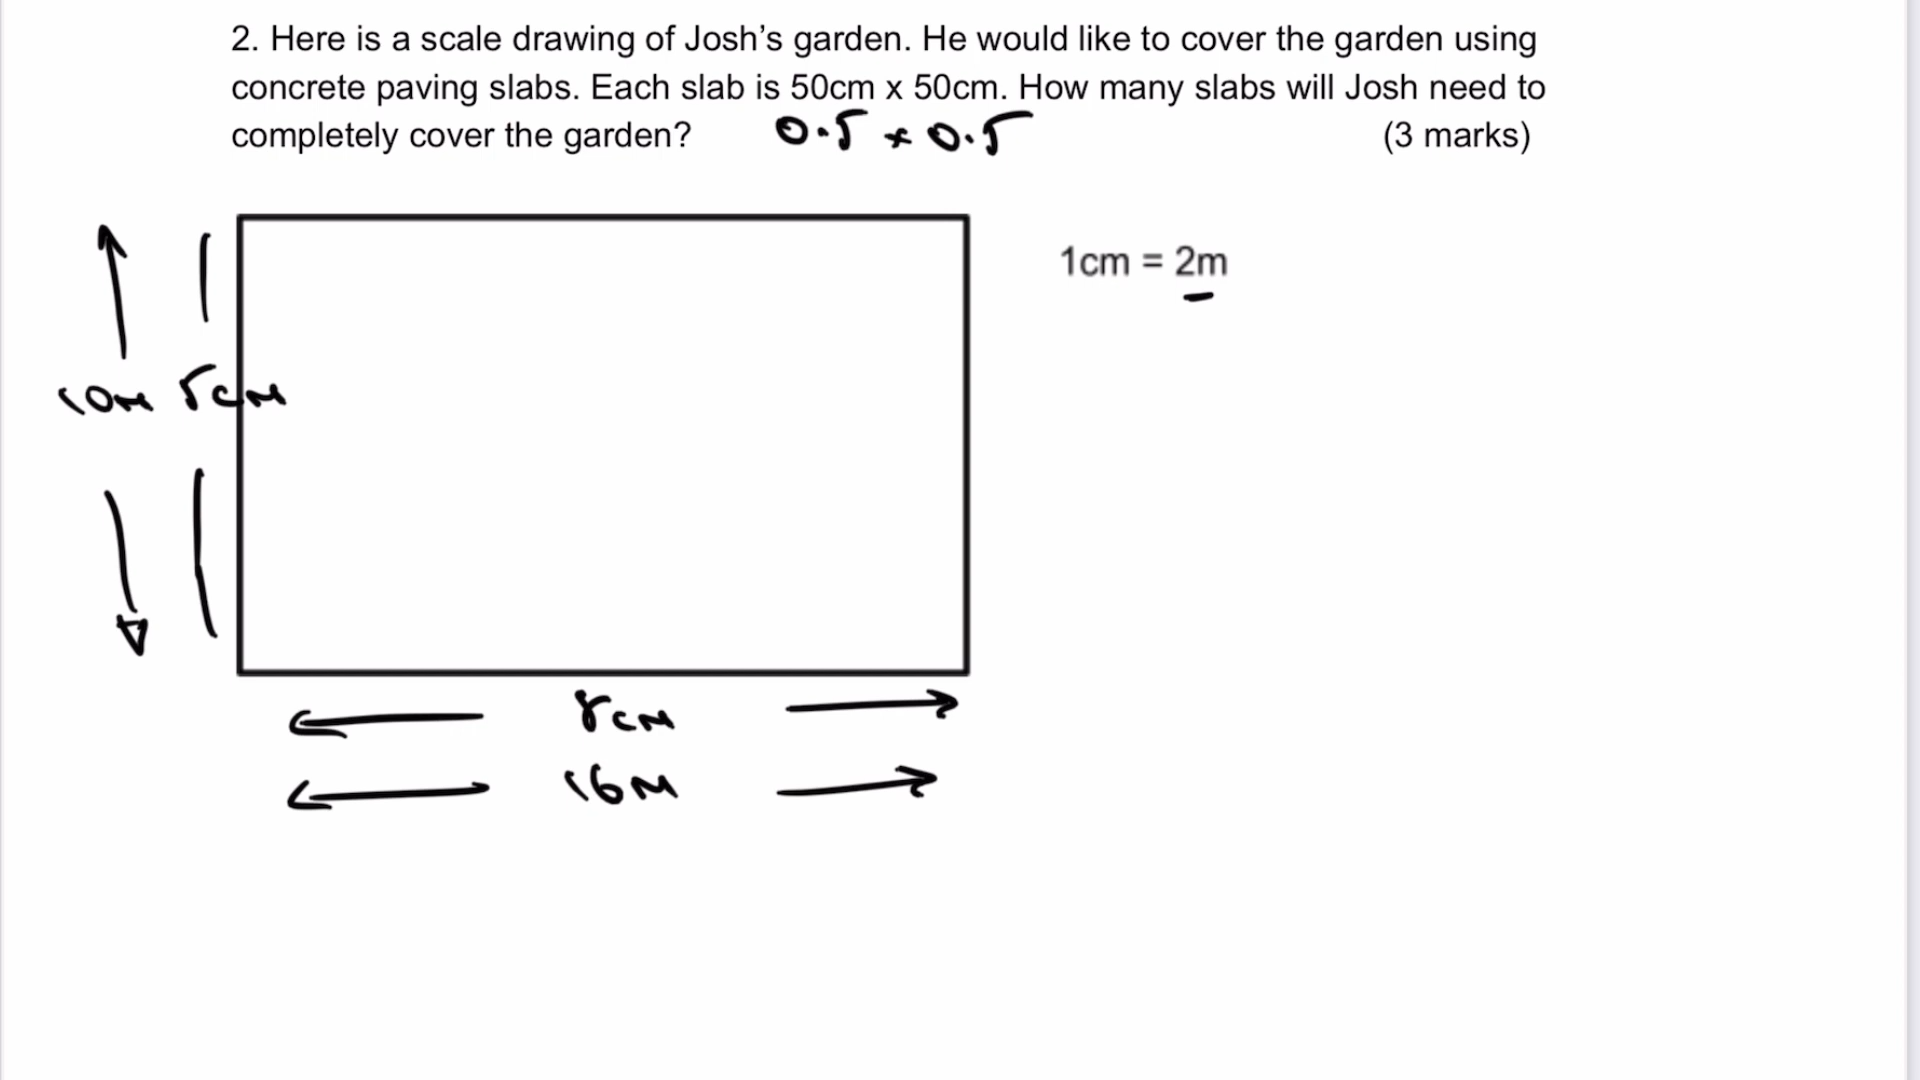 2. Here is a scale drawing of Josh’s garden. He would like to cover the garden using
concrete paving slabs. Each slab is 50cm x 50cm. How many slabs will Josh need to
completely cover the garden? 0.5 x 0.5 (3 marks)
1cm = 2m
10m 5cm
8cm
16m